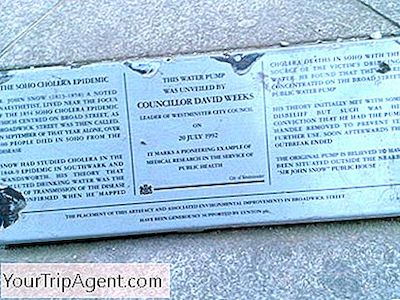 THE SOHO CHOLERA EPIDEMIC
JOHN SNOW (1813-1858) A NOTED
ANAESTHETIST, LIVED NEAR THE FOCUS
OF THE 1854 SOHO CHOLERA EPIDEMIC
WHICH CENTRED ON BROAD STREET, AS
BROADWICK STREET WAS THEN CALLED.
OF THAT YEAR ALONE, OVER
PEOPLE DIED IN SOHO FROM THE
SNOW HAD STUDIED CHOLERA IN THE
EPIDEMIC IN SOUTHWARK AND
WANDSWORTH. HIS THEORY THAT
POLLUTED DRINKING WATER WAS THE
OF TRANSMISSION OF THE DISEASE
CONFIRMED WHEN HE MAPPED
THIS WATER PUMP
WAS UNVEILED BY
COUNCILLOR DAVID WEEKS
LEADER OF WESTMINSTER CITY COUNCIL
ON
20 JULY 1992
IT MARKS A PIONEERING EXAMPLE OF
MEDICAL RESEARCH IN THE SERVICE OF
PUBLIC HEALTH
City of Westminster
CHOLERA DEATHS IN SOHO WITH THE
SOURCE OF THE VICTIM'S DRINKING
WATER. HE FOUND THAT THE
CONCENTRATED ON THE BROAD STREET
PUBLIC WATER PUMP
HIS THEORY INITIALLY MET WITH SOME
DISBELIEF BUT SUCH WAS HIS
CONVICTION THAT HE HAD THE PUMP
HANDLE REMOVED TO PREVENT ITS
FURTHER USE. SOON AFTERWARDS THE
OUTBREAK ENDED
THE ORIGINAL PUMP IS BELIEVED TO HAVE
BEEN SITUATED OUTSIDE THE NEARBY
"SIR JOHN SNOW" PUBLIC HOUSE
THE PLACEMENT OF THIS ARTEFACT AND ASSOCIATED ENVIRONMENTAL IMPROVEMENTS IN BROADWICK STREET
HAVE BEEN GENEROUSLY SUPPORTED BY
YourTripAgent.com